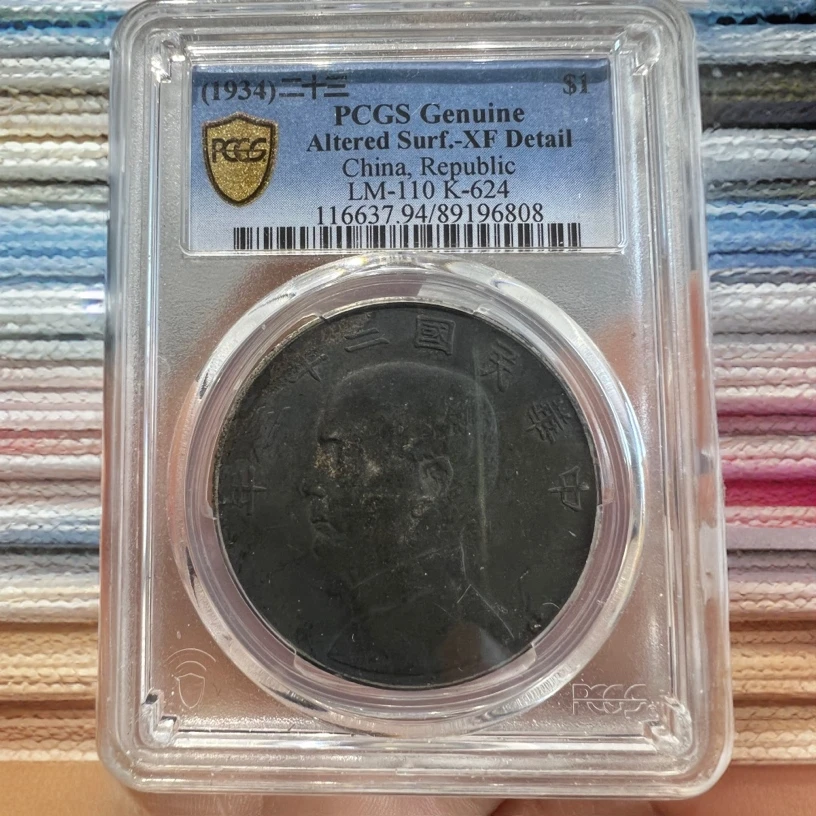 (1934)二十三 $1
PCGS Genuine
PCGS
Altered Surf.-XF Detail
China, Republic
LM-110 K-624
116637.94/89196808
年三十二國民華中
PCGS